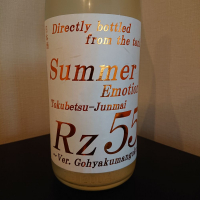 Directly bottled
from the tank
Summer
Emotion
Tokubetsu-Junmai
Rz55
~Ver. Gohyakumangoku